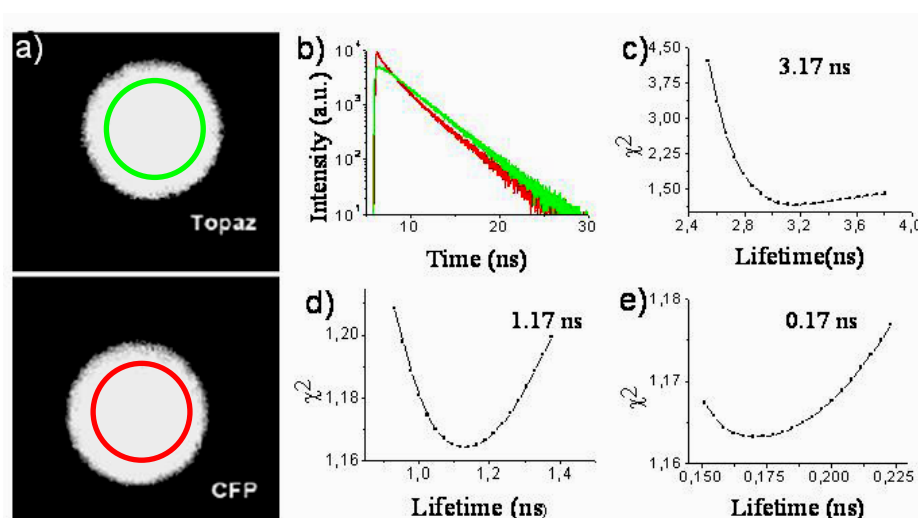 a)
Topaz
CFP
b)
10⁴
10³
10²
10¹
Intensity (a.u.)
10
20
30
Time (ns)
c)
3.17 ns
4,50
3,75
3,00
2,25
1,50
χ2
2,4
2,8
3,2
3,6
4,0
Lifetime(ns)
d)
1.17 ns
1,20
1,18
1,16
χ2
1,0
1,2
1,4
Lifetime (ns)
e)
0.17 ns
1,18
1,17
1,16
χ2
0,150
0,175
0,200
0,225
Lifetime (ns)